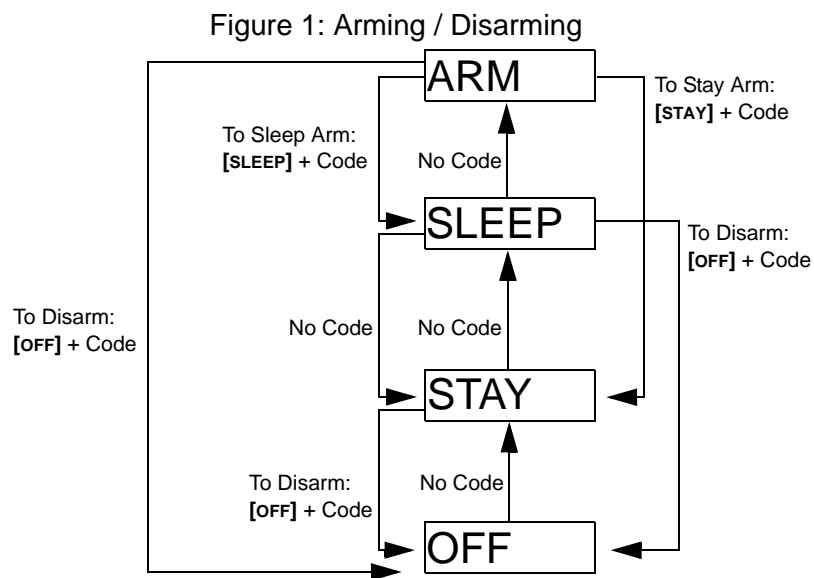 Figure 1: Arming / Disarming
ARM
To Stay Arm:
[STAY] + Code
To Sleep Arm:
[SLEEP] + Code
No Code
SLEEP
To Disarm:
[OFF] + Code
To Disarm:
[OFF] + Code
No Code
No Code
STAY
To Disarm:
[OFF] + Code
No Code
OFF